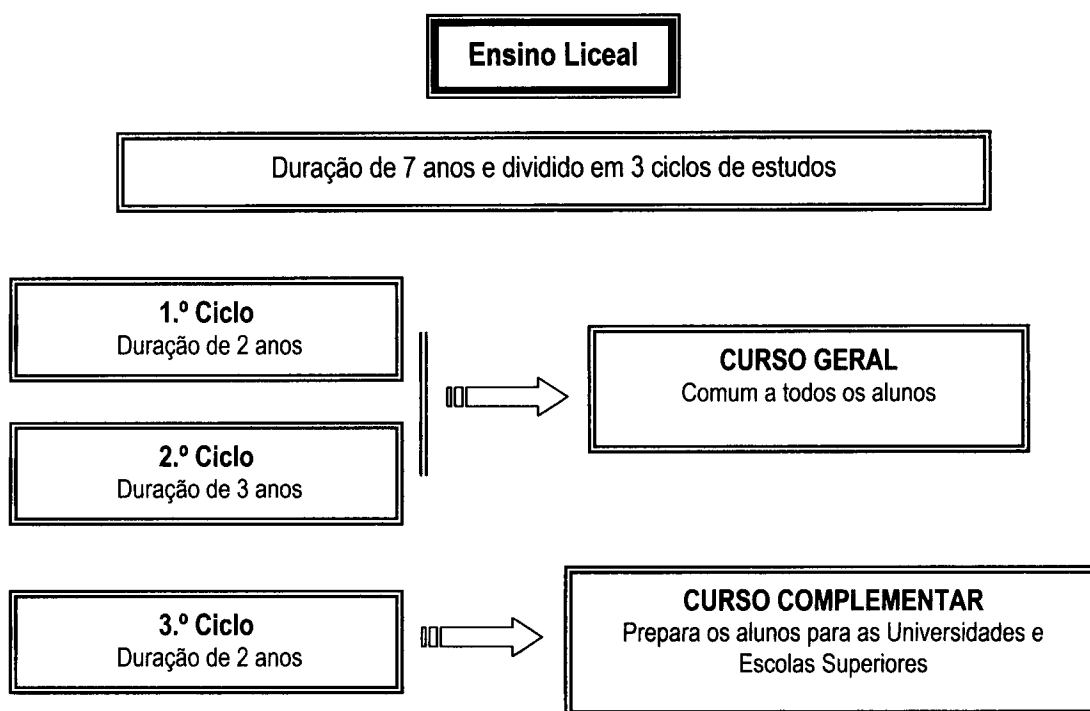 Ensino Liceal
Duração de 7 anos e dividido em 3 ciclos de estudos
1.º Ciclo
Duração de 2 anos
2.º Ciclo
Duração de 3 anos
CURSO GERAL
Comum a todos os alunos
3.º Ciclo
Duração de 2 anos
CURSO COMPLEMENTAR
Prepara os alunos para as Universidades e
Escolas Superiores